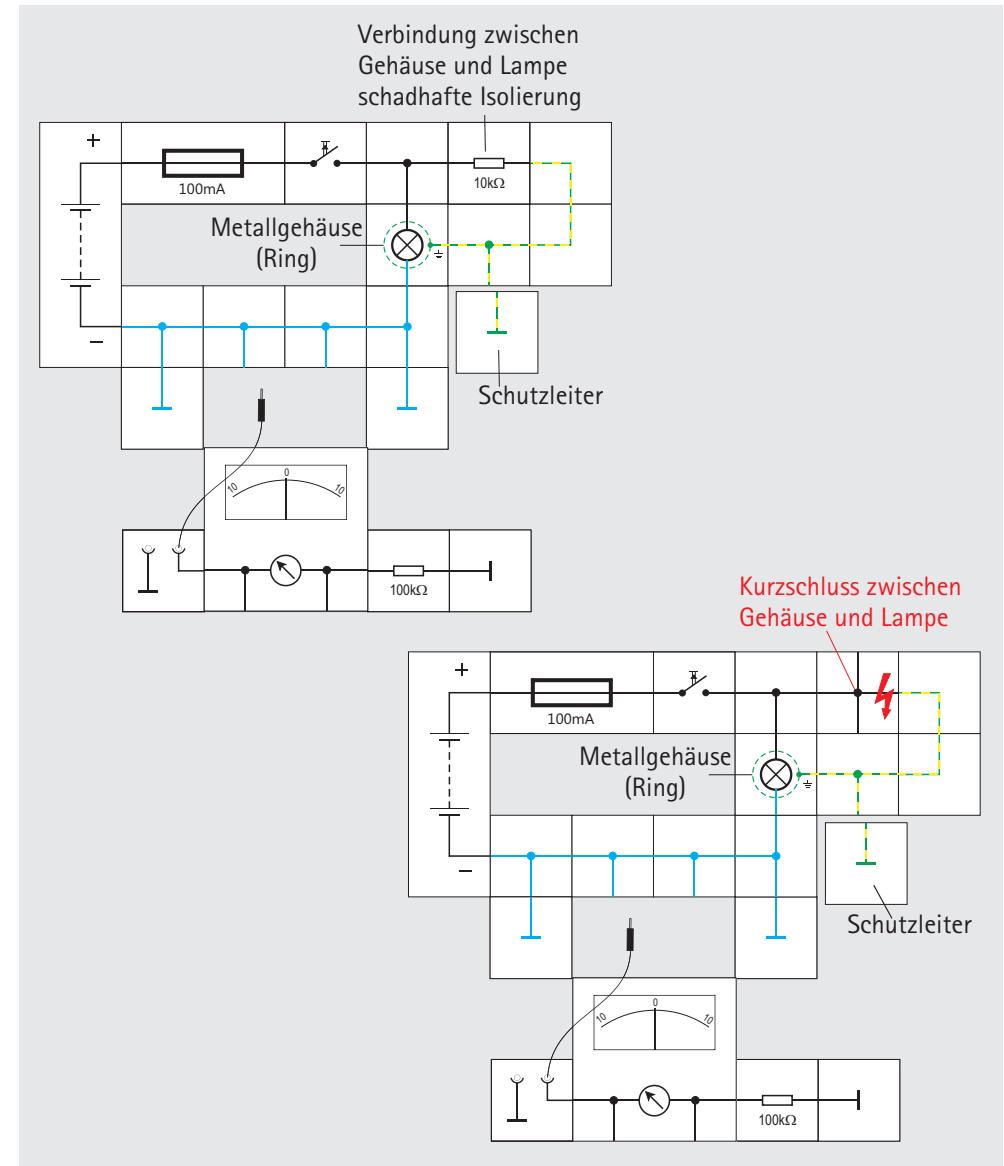 Verbindung zwischen
Gehäuse und Lampe
schadhafte Isolierung
+
100mA
10kΩ
Metallgehäuse
(Ring)
–
Schutzleiter
10 0 10
100kΩ
Kurzschluss zwischen
Gehäuse und Lampe
+
100mA
Metallgehäuse
(Ring)
–
Schutzleiter
10 0 10
100kΩ